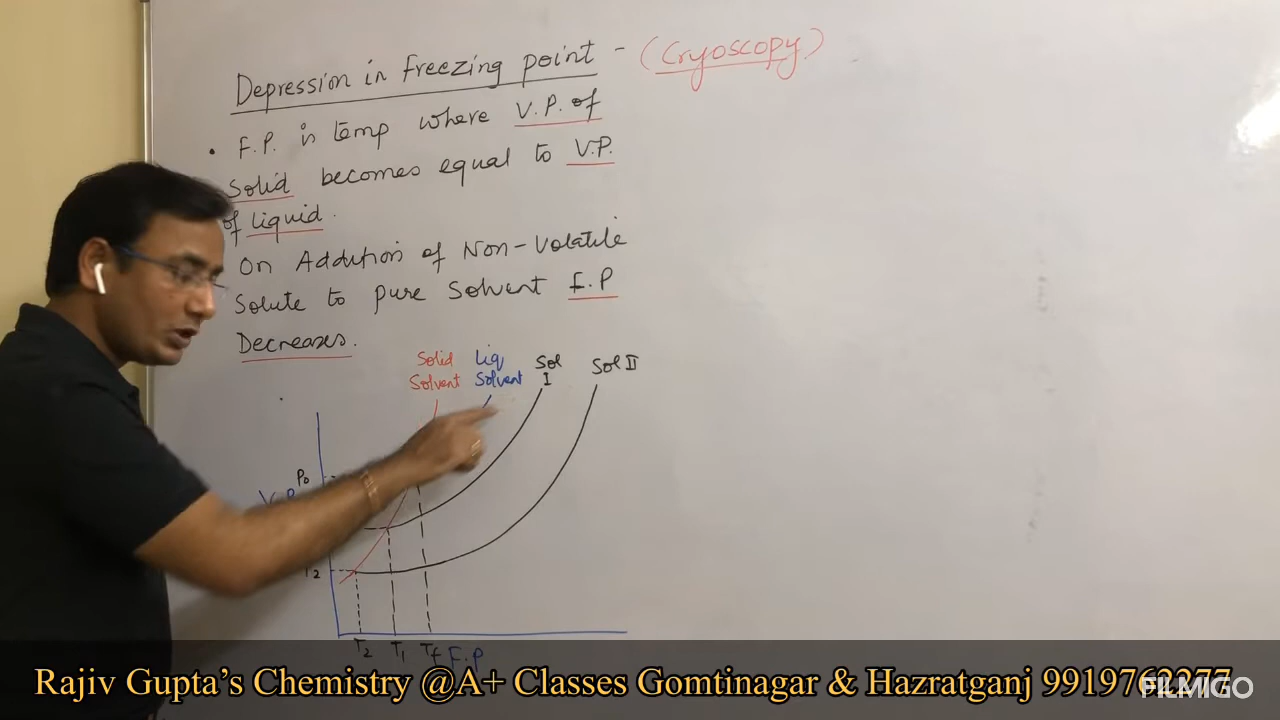 Depression in freezing point - (Cryoscopy)
• F.P. is temp where V.P. of
Solid becomes equal to V.P.
of liquid.
On Addition of Non-Volatile
Solute to pure Solvent F.P
Decreases.
Solid Solvent
Liq Solvent
Sol I
Sol II
P₀
V.P
T₂ T₁ Tf F.P
Rajiv Gupta's Chemistry @A+ Classes Gomtinagar & Hazratganj 9919762277
FILMIGO